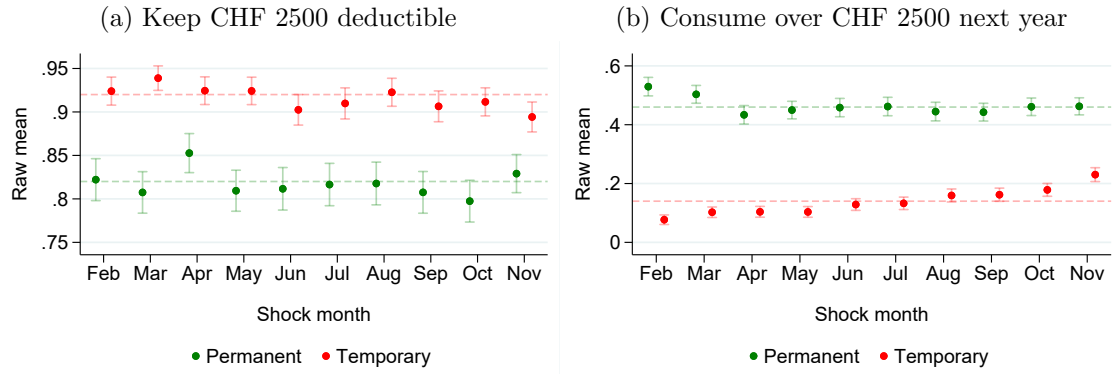 (a) Keep CHF 2500 deductible
.95
.9
.85
.8
.75
Raw mean
Feb Mar Apr May Jun Jul Aug Sep Oct Nov
Shock month
Permanent Temporary
(b) Consume over CHF 2500 next year
.6
.4
.2
0
Raw mean
Feb Mar Apr May Jun Jul Aug Sep Oct Nov
Shock month
Permanent Temporary